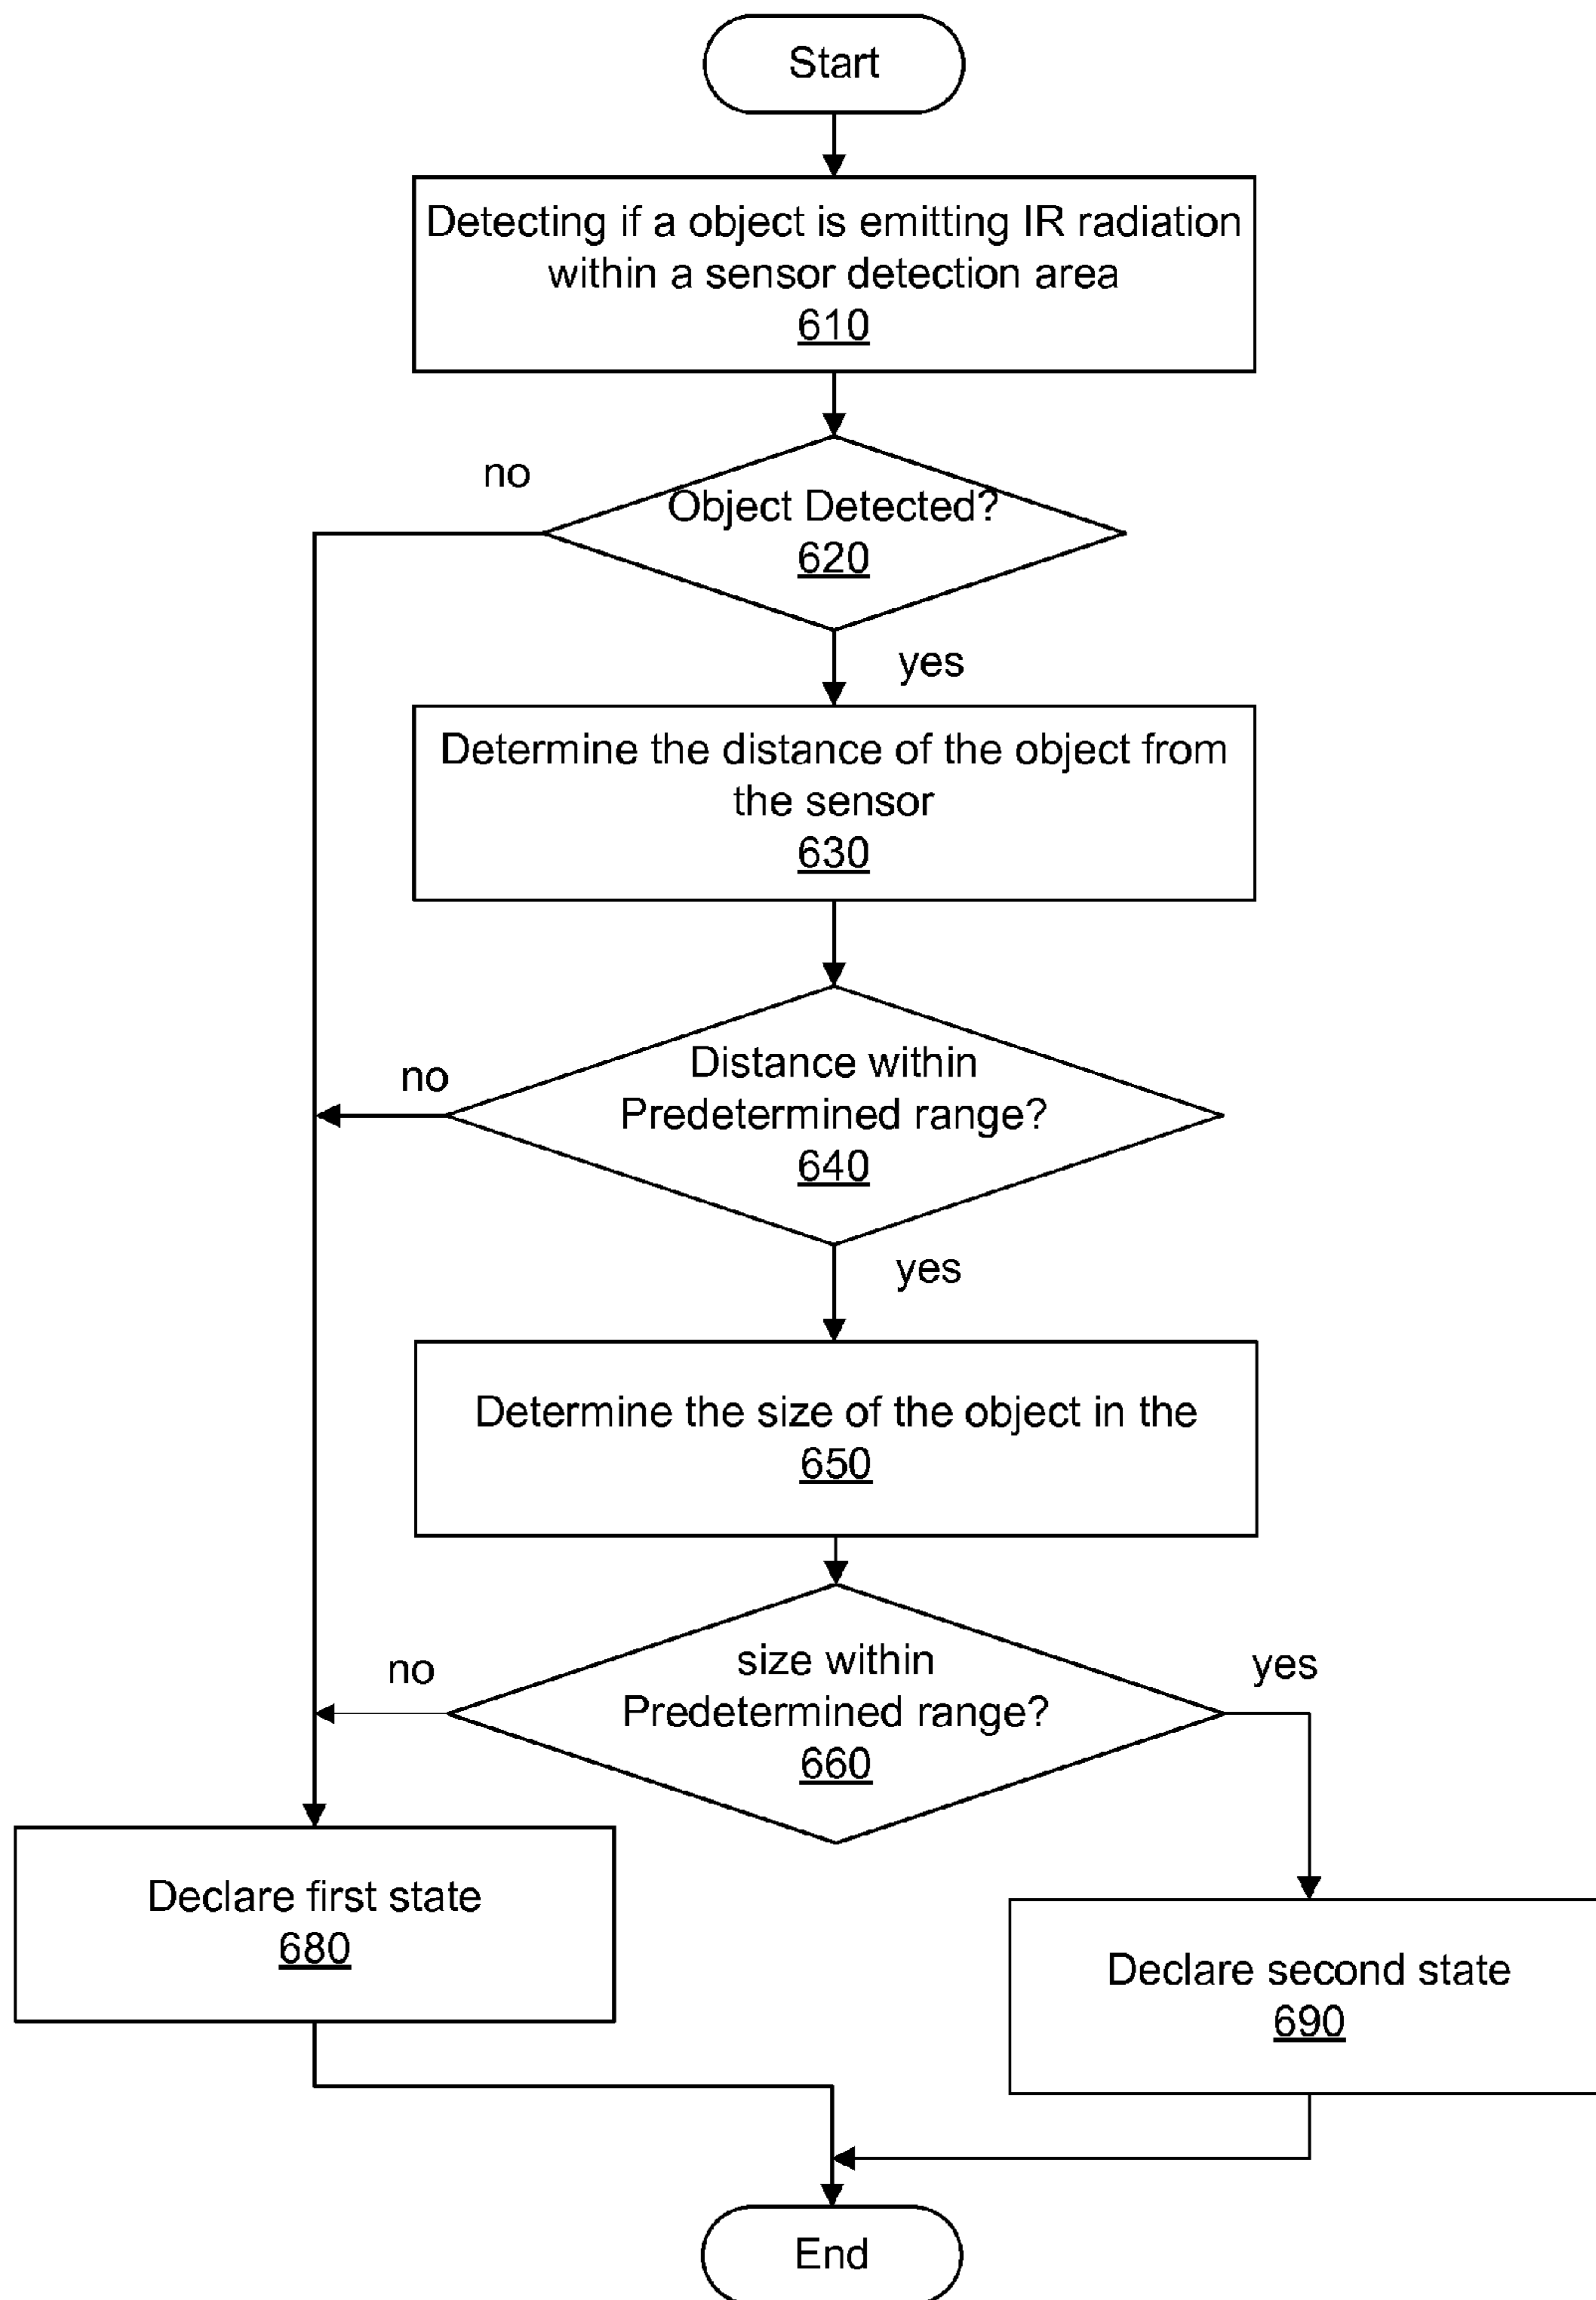 Start
Detecting if a object is emitting IR radiation
within a sensor detection area
610
no
Object Detected?
620
yes
Determine the distance of the object from
the sensor
630
no
Distance within
Predetermined range?
640
yes
Determine the size of the object in the
650
no
size within
Predetermined range?
660
yes
Declare first state
680
Declare second state
690
End